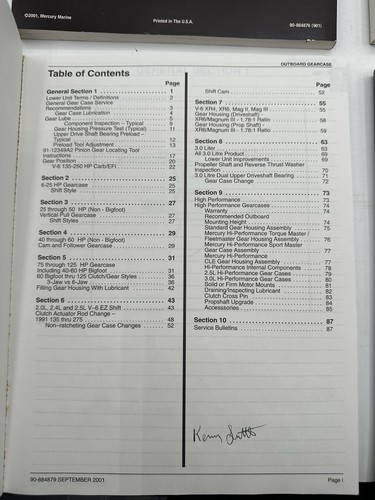 ©2001, Mercury Marine
Printed in The U.S.A.
90-884876 (901)
OUTBOARD GEARCASE
Table of Contents
Page
General Section 1 1
Lower Unit Terms / Definitions 2
General Gear Case Service
Recommendations 3
Gear Case Lubrication 4
Gear Lube 5
Component Inspection – Typical
Gear Housing Pressure Test (Typical) 11
Upper Drive Shaft Bearing Preload –
Typical 12
Preload Tool Adjustment 13
91-12349A2 Pinion Gear Locating Tool
Instructions 17
Gear Position 20
V-6 135-250 HP Carb/EFI 22
Section 2 25
6-25 HP Gearcase 25
Shift Style 25
Section 3 27
25 through 50 HP (Non - Bigfoot)
Vertical Pull Gearcase 27
Shift Styles 27
Section 4 29
40 through 60 HP (Non - Bigfoot)
Cam and Follower Gearcase 29
Section 5 31
75 through 125 HP Gearcase
Including 40-60 HP Bigfoot 31
60 Bigfoot thru 125 Clutch/Gear Styles 36
3-Jaw vs 6-Jaw 36
Filling Gear Housing With Lubricant 42
Section 6 43
2.0L, 2.4L and 2.5L V–6 EZ Shift 43
Clutch Actuator Rod Change –
1991 135 thru 275 48
Non–ratcheting Gear Case Changes 52
Page
Shift Cam 52
Section 7 55
V-6 XR4, XR6, Mag II, Mag III 55
Gear Housing (Driveshaft) -
XR6/Magnum III - 1.78:1 Ratio 58
Gear Housing (Prop Shaft) -
XR6/Magnum III - 1.78:1 Ratio 59
Section 8 63
3.0 Liter 63
All 3.0 Liter Product 69
Lower Unit Improvements 69
Propeller Shaft and Reverse Thrust Washer
Inspection 70
3.0 Litre Dual Upper Driveshaft Bearing 71
Gear Case Change 72
Section 9 73
High Performance 73
High Performance Gearcases 74
Warranty 74
Recommended Outboard
Mounting Height 74
Standard Gear Housing Assembly 75
Mercury Hi-Performance Torque Master /
Fleetmaster Gear Housing Assembly 76
Mercury Hi-Performance Sport Master
Gear Case Assembly 77
Mercury Hi-Performance
CLE Gear Housing Assembly 77
Hi-Performance Internal Components 78
2.5L Hi-Performance Gear Cases 79
3.0L Hi-Performance Gear Cases 80
Solid or Firm Motor Mounts 81
Draining/Inspecting Lubricant 82
Clutch Cross Pin 83
Propshaft Upgrade 84
Accessories 85
Section 10 87
Service Bulletins 87
90-884879 SEPTEMBER 2001
Page i